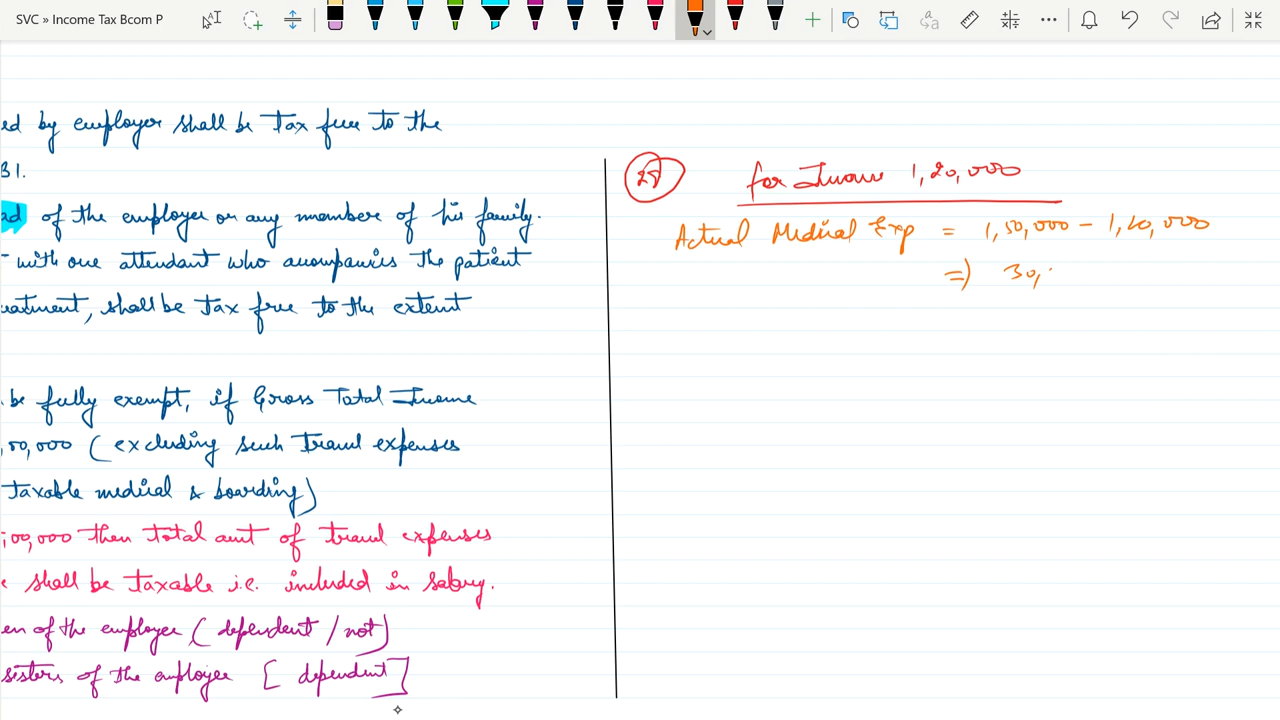 SVC » Income Tax Bcom P
ed by employer shall be Tax free to the
B1.
ad of the employer or any member of his family.
with one attendant who accompanies the patient
eatment, shall be Tax free to the extent
be fully exempt, if Gross Total Income
,00,000 (excluding such Travel expenses
Taxable medical & boarding)
,00,000 then total amt of travel expenses
shall be taxable i.e. included in Salary.
en of the employer (dependent / not)
sisters of the employee [dependent]
for Income 1,20,000
Actual Medical Exp = 1,50,000 - 1,20,000
=) 30,